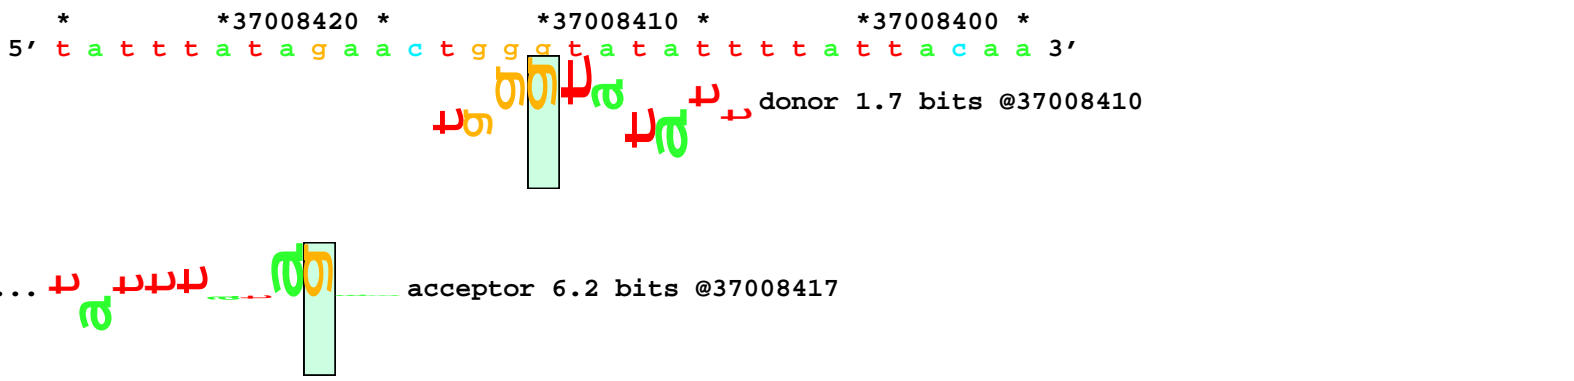 * *37008420 * *37008410 * *37008400 *
5′ t a t t t a t a g a a c t g g g t a t a t t t t a t t a c a a 3′
t g g g t a t a t t donor 1.7 bits @37008410
... t a t t t a t a g acceptor 6.2 bits @37008417